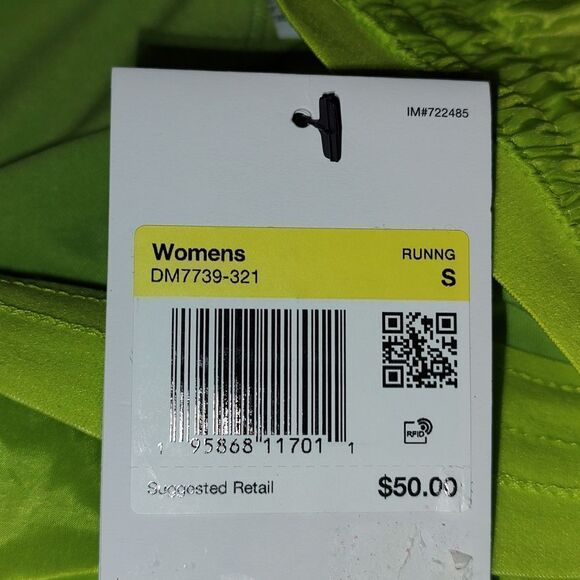 IM#722485
Womens RUNNG
DM7739-321 S
RFID
1 95868 11701 1
Suggested Retail $50.00